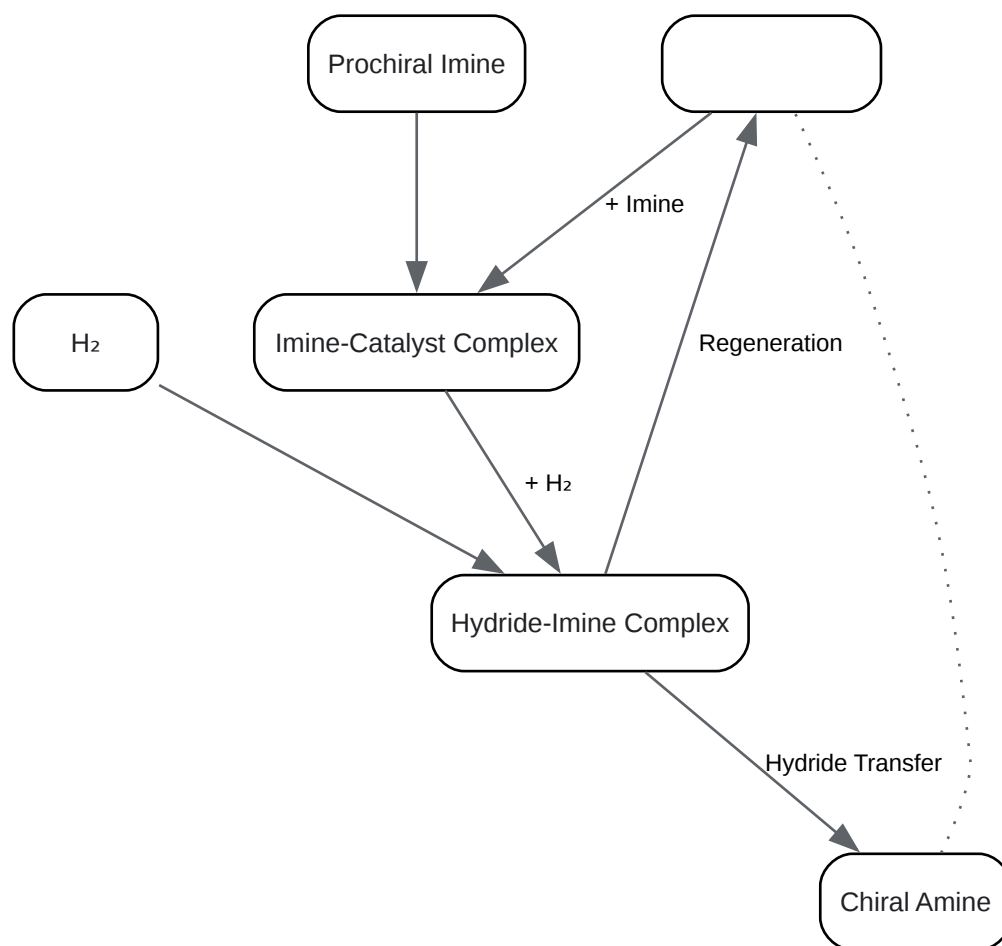 Prochiral Imine
+ Imine
H₂
Imine-Catalyst Complex
Regeneration
+ H₂
Hydride-Imine Complex
Hydride Transfer
Chiral Amine